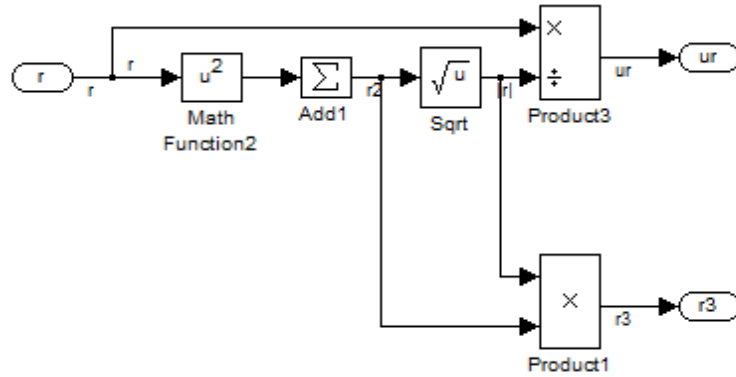 ×
r
r
r
u²
Σ
r2
√u
|r|
÷
ur
ur
Math
Function2
Add1
Sqrt
Product3
×
r3
r3
Product1